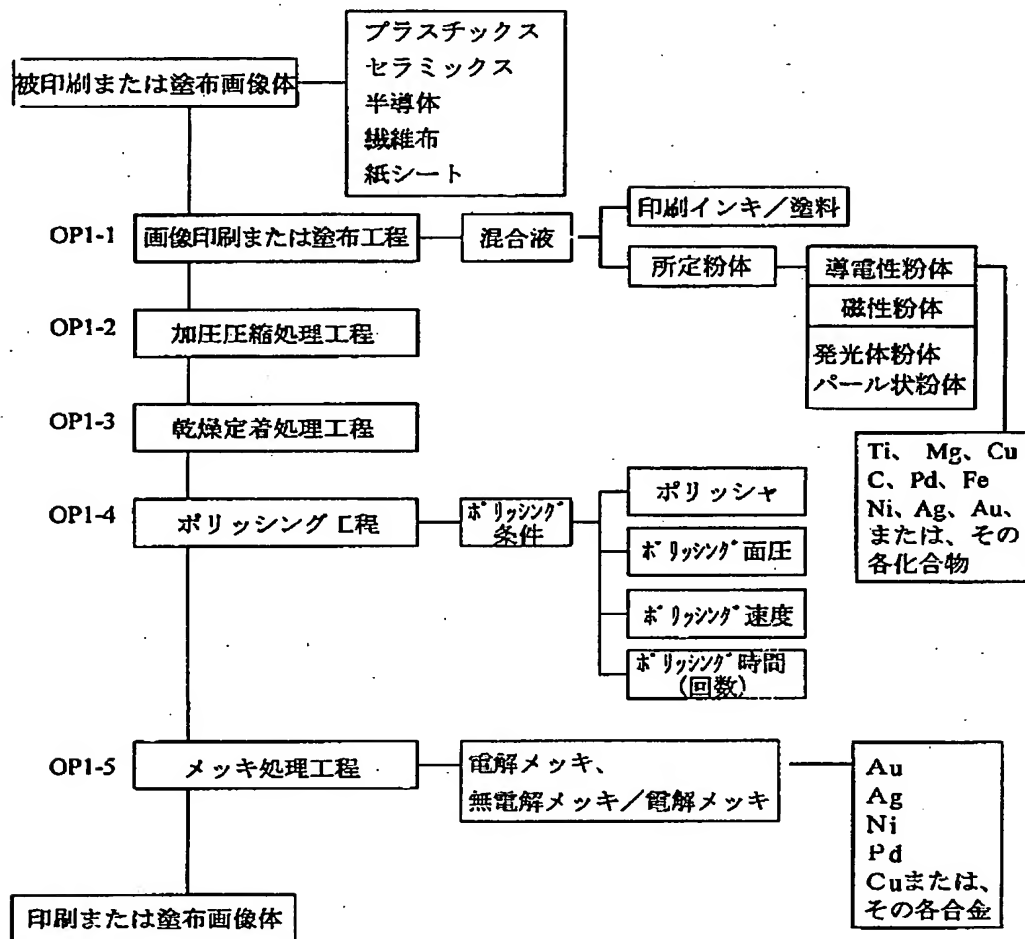 プラスチックス
セラミックス
半導体
繊維布
紙シート
被印刷または塗布画像体
OP1-1
画像印刷または塗布工程
混合液
印刷インキ／塗料
所定粉体
導電性粉体
磁性粉体
発光体粉体
パール状粉体
Ti、Mg、Cu
C、Pd、Fe
Ni、Ag、Au、
または、その
各化合物
OP1-2
加圧圧縮処理工程
OP1-3
乾燥定着処理工程
OP1-4
ポリッシング工程
ﾎﾟﾘｯｼﾝｸﾞ
条件
ポリッシャ
ﾎﾟﾘｯｼﾝｸﾞ面圧
ﾎﾟﾘｯｼﾝｸﾞ速度
ﾎﾟﾘｯｼﾝｸﾞ時間
(回数)
OP1-5
メッキ処理工程
電解メッキ、
無電解メッキ／電解メッキ
Au
Ag
Ni
Pd
Cuまたは、
その各合金
印刷または塗布画像体